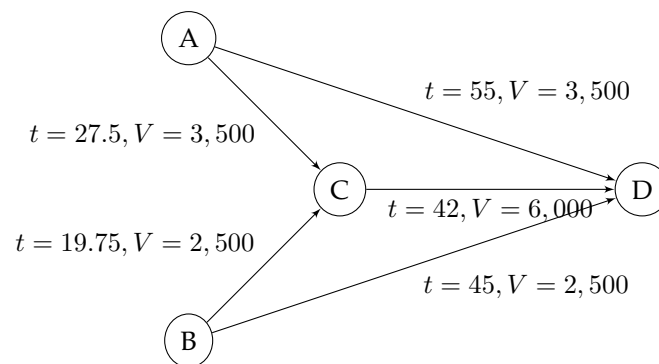 A
t = 55, V = 3, 500
t = 27.5, V = 3, 500
C
D
t = 42, V = 6, 000
t = 19.75, V = 2, 500
t = 45, V = 2, 500
B